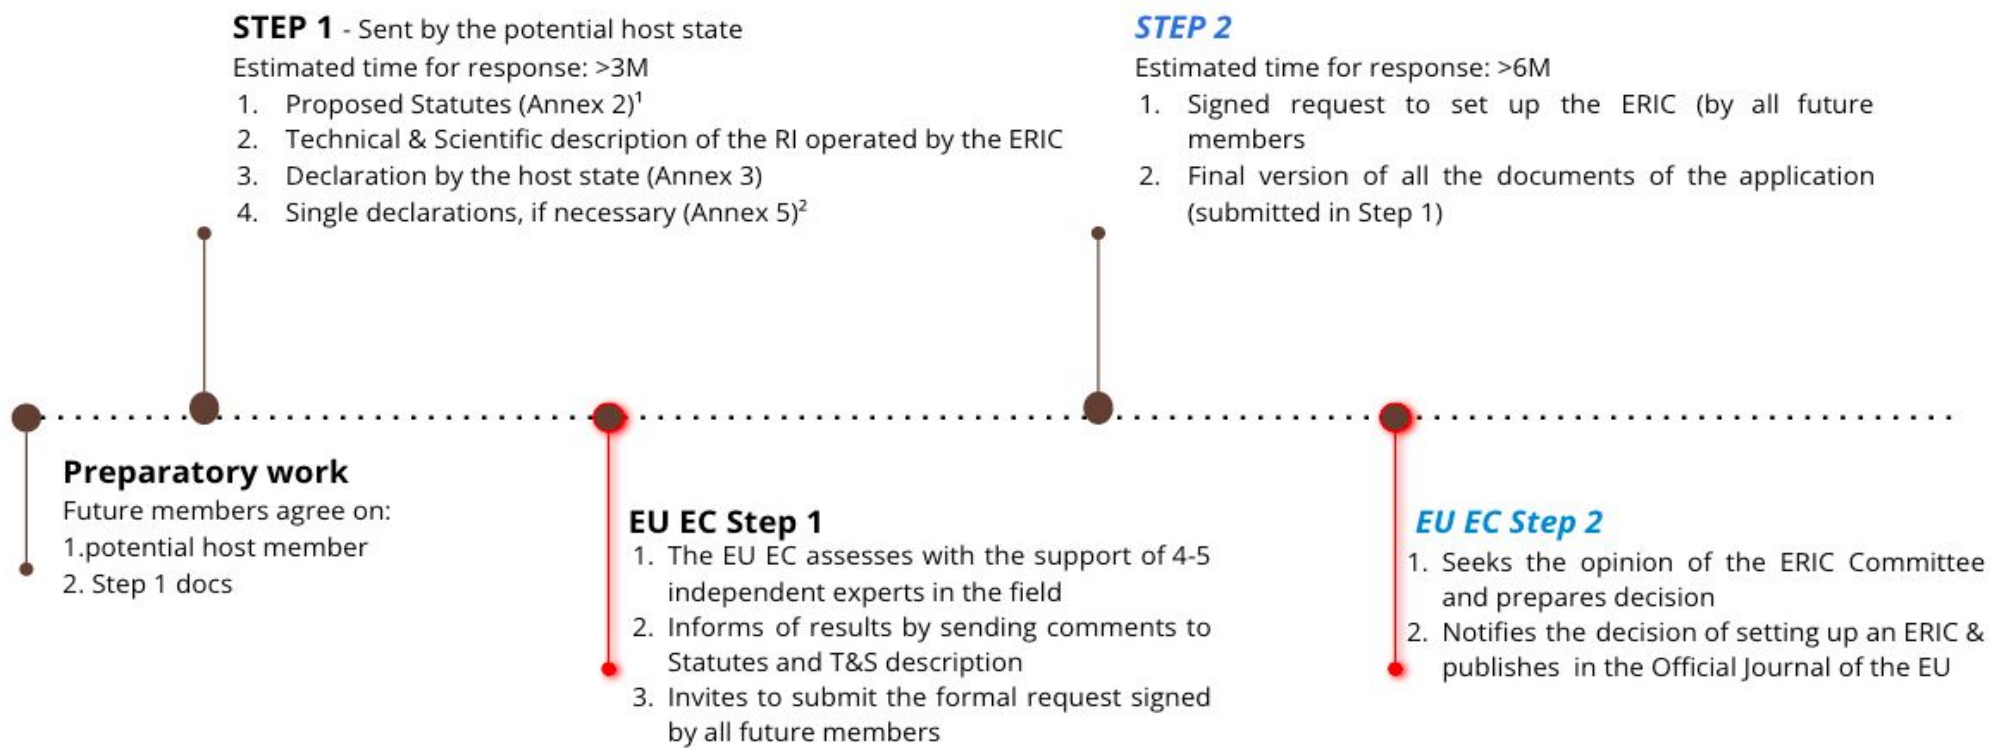 STEP 1 - Sent by the potential host state
Estimated time for response: >3M
1. Proposed Statutes (Annex 2)¹
2. Technical & Scientific description of the RI operated by the ERIC
3. Declaration by the host state (Annex 3)
4. Single declarations, if necessary (Annex 5)²
STEP 2
Estimated time for response: >6M
1. Signed request to set up the ERIC (by all future
members
2. Final version of all the documents of the application
(submitted in Step 1)
Preparatory work
Future members agree on:
1.potential host member
2. Step 1 docs
EU EC Step 1
1. The EU EC assesses with the support of 4-5
independent experts in the field
2. Informs of results by sending comments to
Statutes and T&S description
3. Invites to submit the formal request signed
by all future members
EU EC Step 2
1. Seeks the opinion of the ERIC Committee
and prepares decision
2. Notifies the decision of setting up an ERIC &
publishes in the Official Journal of the EU